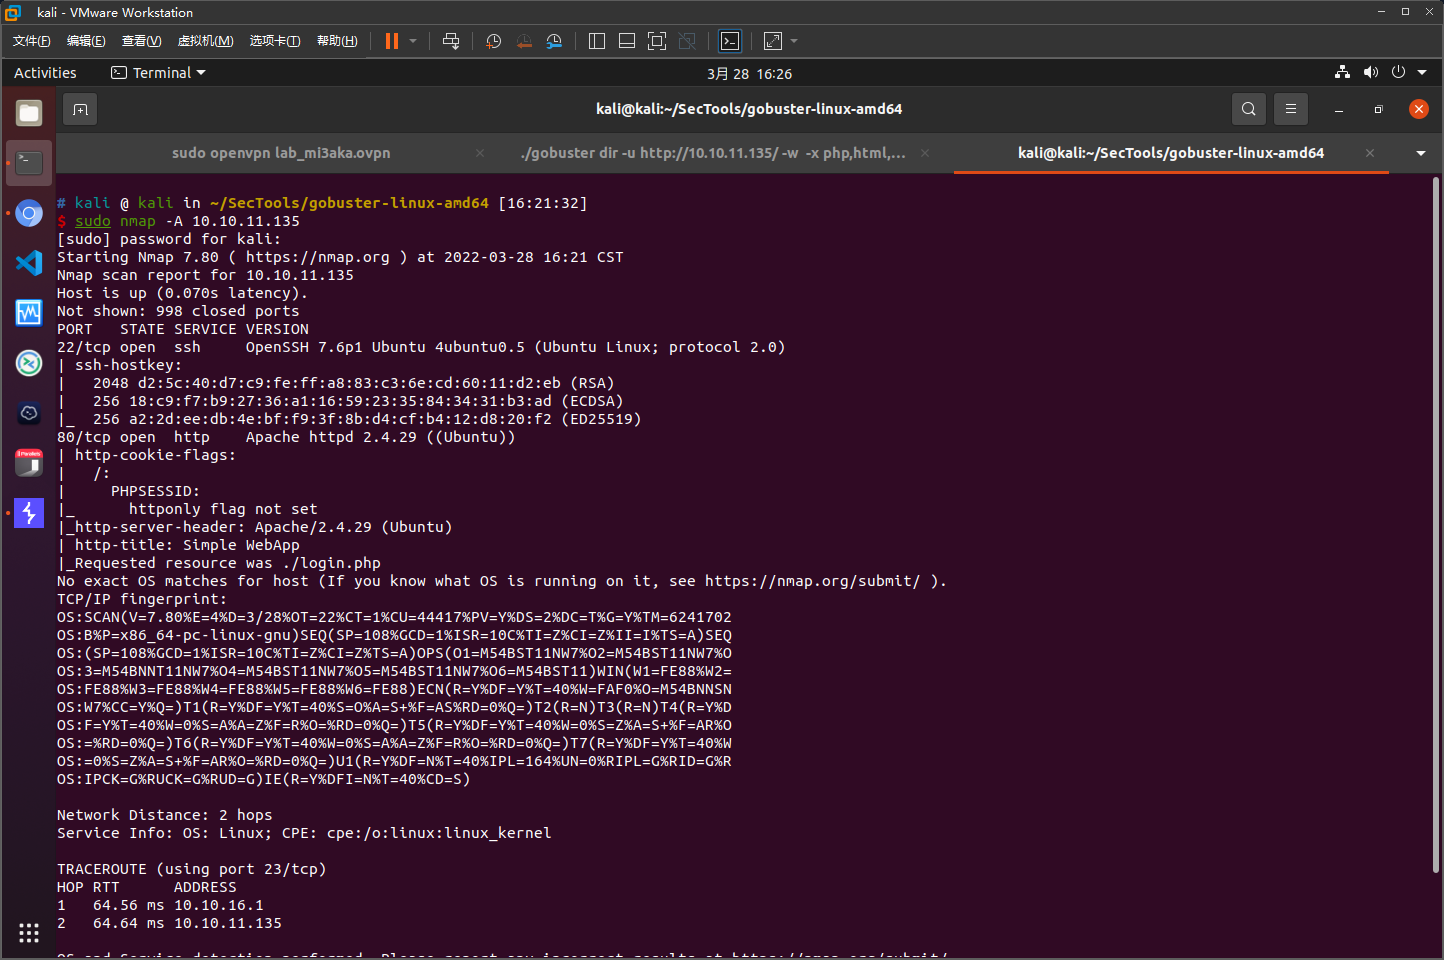 kali - VMware Workstation
文件(F) 编辑(E) 查看(V) 虚拟机(M) 选项卡(T) 帮助(H)
Activities Terminal 3月 28 16:26
kali@kali:~/SecTools/gobuster-linux-amd64
sudo openvpn lab_mi3aka.ovpn ./gobuster dir -u http://10.10.11.135/ -w -x php,html,... kali@kali:~/SecTools/gobuster-linux-amd64
# kali @ kali in ~/SecTools/gobuster-linux-amd64 [16:21:32]
$ sudo nmap -A 10.10.11.135
[sudo] password for kali:
Starting Nmap 7.80 ( https://nmap.org ) at 2022-03-28 16:21 CST
Nmap scan report for 10.10.11.135
Host is up (0.070s latency).
Not shown: 998 closed ports
PORT   STATE SERVICE VERSION
22/tcp open  ssh     OpenSSH 7.6p1 Ubuntu 4ubuntu0.5 (Ubuntu Linux; protocol 2.0)
| ssh-hostkey:
|   2048 d2:5c:40:d7:c9:fe:ff:a8:83:c3:6e:cd:60:11:d2:eb (RSA)
|   256 18:c9:f7:b9:27:36:a1:16:59:23:35:84:34:31:b3:ad (ECDSA)
|_  256 a2:2d:ee:db:4e:bf:f9:3f:8b:d4:cf:b4:12:d8:20:f2 (ED25519)
80/tcp open  http    Apache httpd 2.4.29 ((Ubuntu))
| http-cookie-flags:
|   /:
|     PHPSESSID:
|_      httponly flag not set
|_http-server-header: Apache/2.4.29 (Ubuntu)
| http-title: Simple WebApp
|_Requested resource was ./login.php
No exact OS matches for host (If you know what OS is running on it, see https://nmap.org/submit/ ).
TCP/IP fingerprint:
OS:SCAN(V=7.80%E=4%D=3/28%OT=22%CT=1%CU=44417%PV=Y%DS=2%DC=T%G=Y%TM=6241702
OS:B%P=x86_64-pc-linux-gnu)SEQ(SP=108%GCD=1%ISR=10C%TI=Z%CI=Z%II=I%TS=A)SEQ
OS:(SP=108%GCD=1%ISR=10C%TI=Z%CI=Z%TS=A)OPS(O1=M54BST11NW7%O2=M54BST11NW7%O
OS:3=M54BNNT11NW7%O4=M54BST11NW7%O5=M54BST11NW7%O6=M54BST11)WIN(W1=FE88%W2=
OS:FE88%W3=FE88%W4=FE88%W5=FE88%W6=FE88)ECN(R=Y%DF=Y%T=40%W=FAF0%O=M54BNNSN
OS:W7%CC=Y%Q=)T1(R=Y%DF=Y%T=40%S=O%A=S+%F=AS%RD=0%Q=)T2(R=N)T3(R=N)T4(R=Y%D
OS:F=Y%T=40%W=0%S=A%A=Z%F=R%O=%RD=0%Q=)T5(R=Y%DF=Y%T=40%W=0%S=Z%A=S+%F=AR%O
OS:=%RD=0%Q=)T6(R=Y%DF=Y%T=40%W=0%S=A%A=Z%F=R%O=%RD=0%Q=)T7(R=Y%DF=Y%T=40%W
OS:=0%S=Z%A=S+%F=AR%O=%RD=0%Q=)U1(R=Y%DF=N%T=40%IPL=164%UN=0%RIPL=G%RID=G%R
OS:IPCK=G%RUCK=G%RUD=G)IE(R=Y%DFI=N%T=40%CD=S)
Network Distance: 2 hops
Service Info: OS: Linux; CPE: cpe:/o:linux:linux_kernel
TRACEROUTE (using port 23/tcp)
HOP RTT      ADDRESS
1   64.56 ms 10.10.16.1
2   64.64 ms 10.10.11.135
OS and Service detection performed. Please report any incorrect results at https://nmap.org/submit/ .